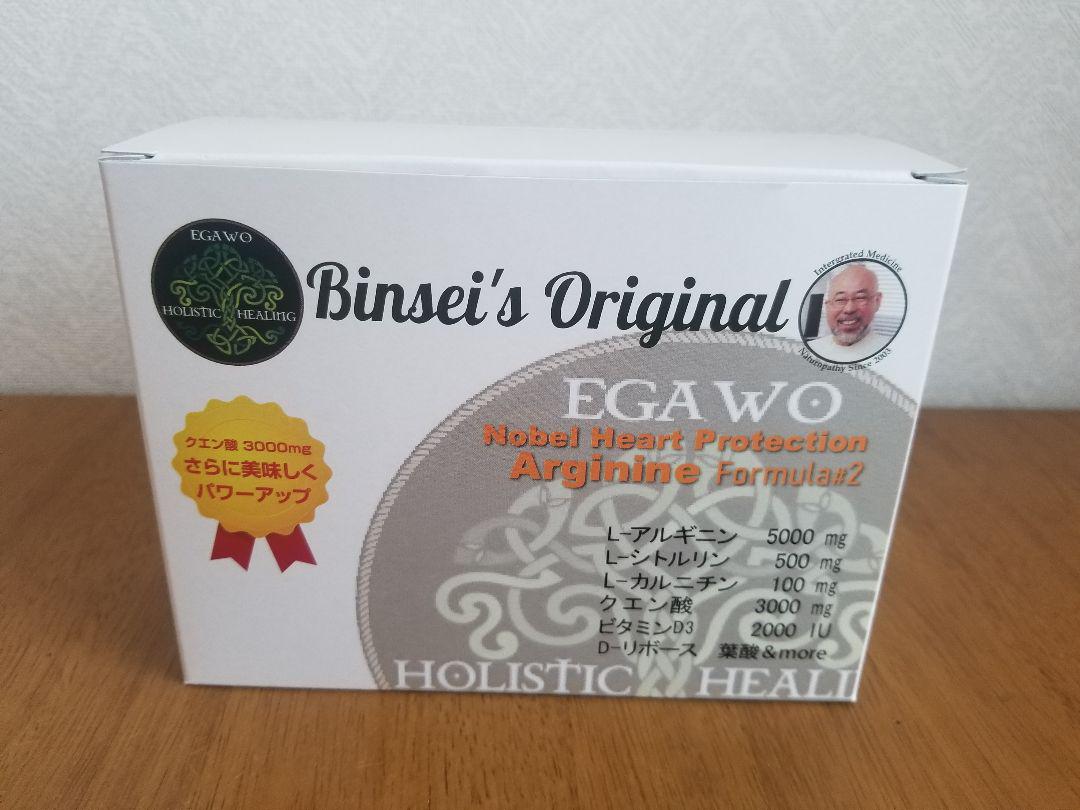 EGAWO
HOLISTIC HEALING
Binsei's Original
Intergrated Medicine
Naturopathy Since 2003
クエン酸 3000mg
さらに美味しく
パワーアップ
EGAWO
Nobel Heart Protection
Arginine Formula#2
L-アルギニン 5000 mg
L-シトルリン 500 mg
L-カルニチン 100 mg
クエン酸 3000 mg
ビタミンD3 2000 IU
D-リボース 葉酸&more
HOLISTIC HEALI